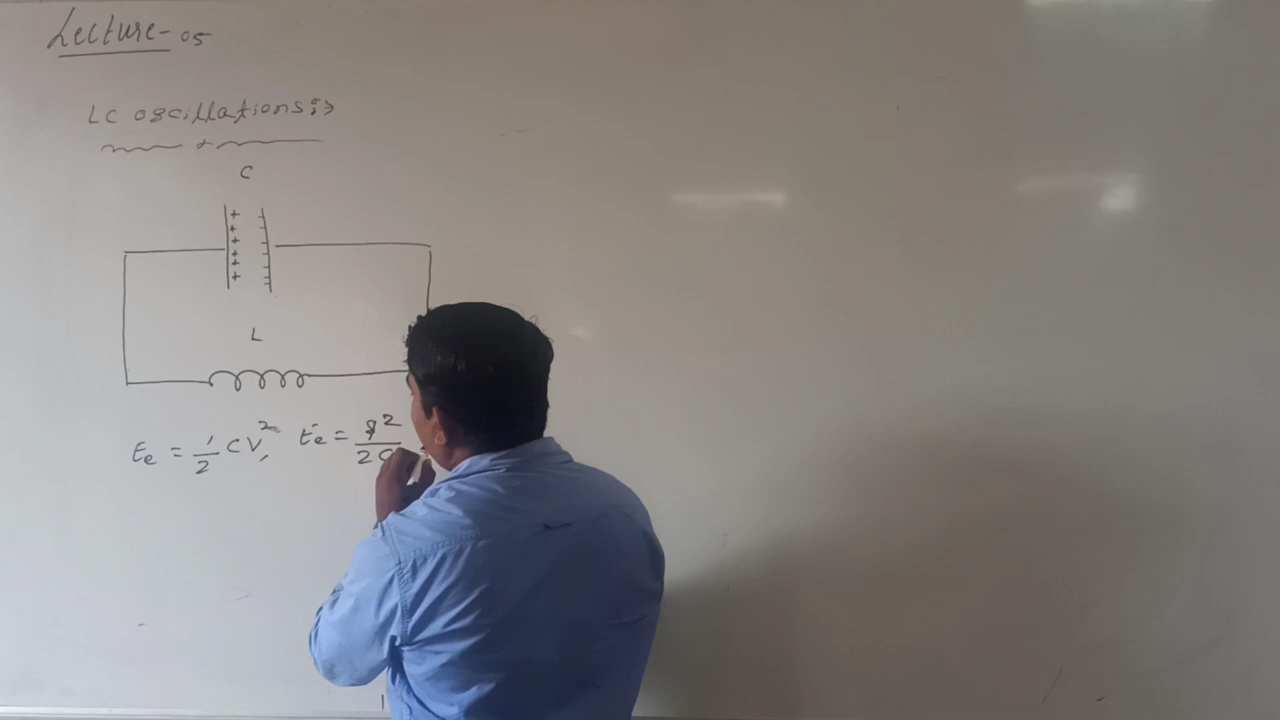 Lecture- 05
LC oscillations:→
C
+ + + + + +
L
Ee = 1/2 CV², Ee = q²/2C